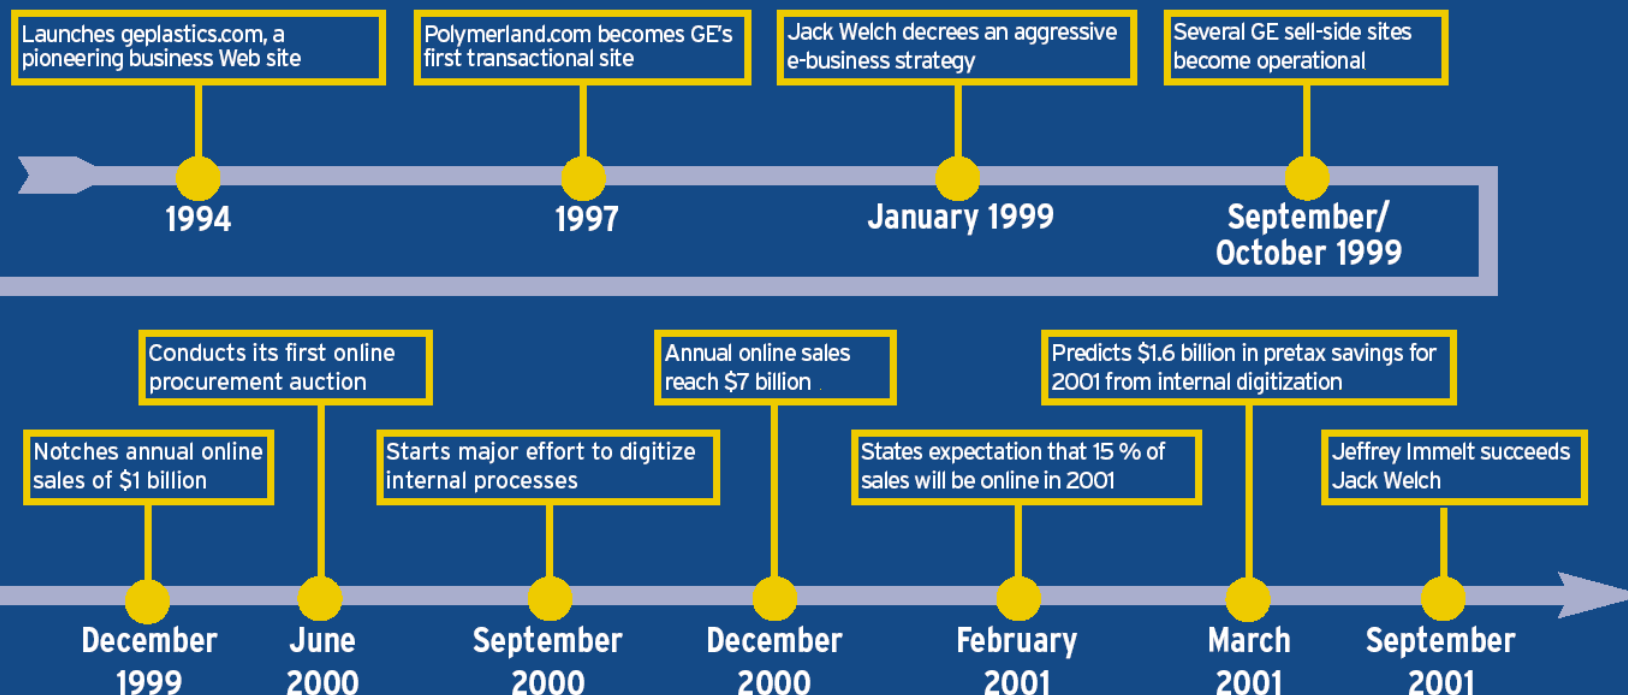 Launches geplastics.com, a
pioneering business Web site
Polymerland.com becomes GE's
first transactional site
Jack Welch decrees an aggressive
e-business strategy
Several GE sell-side sites
become operational
1994
1997
January 1999
September/
October 1999
Notches annual online
sales of $1 billion
Conducts its first online
procurement auction
Starts major effort to digitize
internal processes
Annual online sales
reach $7 billion
States expectation that 15 % of
sales will be online in 2001
Predicts $1.6 billion in pretax savings for
2001 from internal digitization
Jeffrey Immelt succeeds
Jack Welch
December
1999
June
2000
September
2000
December
2000
February
2001
March
2001
September
2001